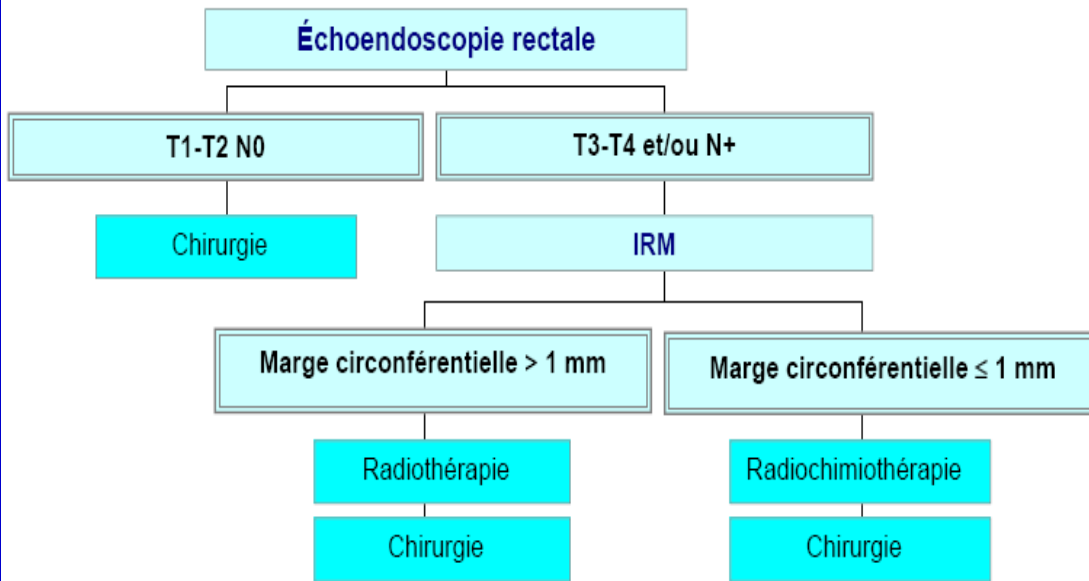 Échoendoscopie rectale
T1-T2 N0
T3-T4 et/ou N+
Chirurgie
IRM
Marge circonférentielle > 1 mm
Marge circonférentielle ≤ 1 mm
Radiothérapie
Radiochimiothérapie
Chirurgie
Chirurgie